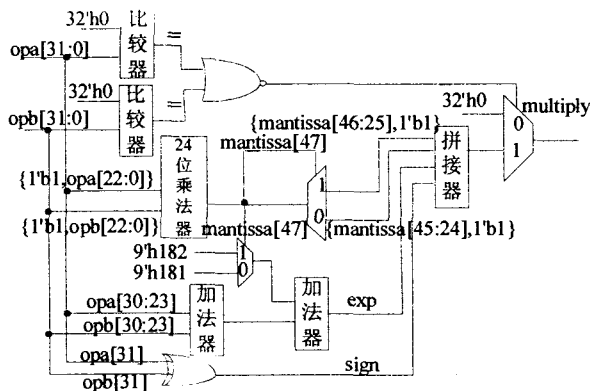 32'h0
比较器
=
opa[31:0]
32'h0
比较器
=
opb[31:0]
32'h0
multiply
0
1
{mantissa[46:25],1'b1}
mantissa[47]
拼接器
24位乘法器
{1'b1,opa[22:0]}
1
0
{1'b1,opb[22:0]}
mantissa[47]
{mantissa[45:24],1'b1}
9'h182
1
9'h181
0
opa[30:23]
加法器
加法器
exp
opb[30:23]
opa[31]
sign
opb[31]